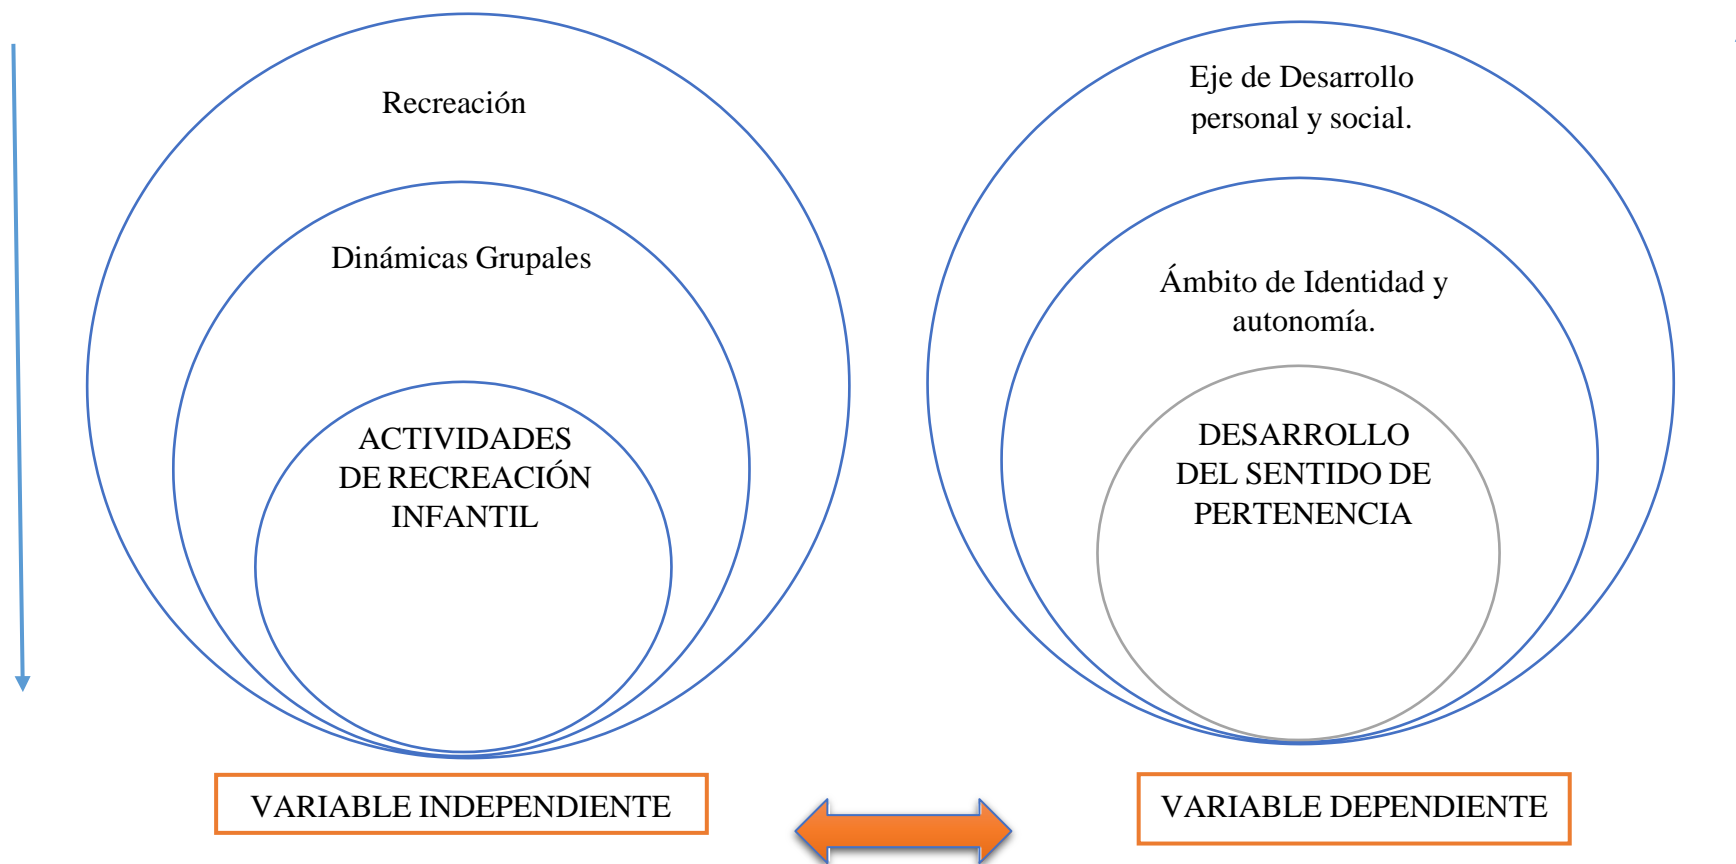 Recreación
Dinámicas Grupales
ACTIVIDADES
DE RECREACIÓN
INFANTIL
VARIABLE INDEPENDIENTE
Eje de Desarrollo
personal y social.
Ámbito de Identidad y
autonomía.
DESARROLLO
DEL SENTIDO DE
PERTENENCIA
VARIABLE DEPENDIENTE